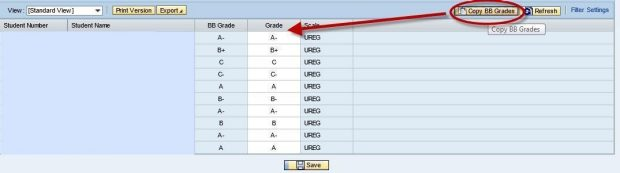 View : [Standard View] Print Version Export Copy BB Grades Refresh Filter Settings
Student Number Student Name BB Grade Grade Scale
Copy BB Grades
A- A- UREG
B+ B+ UREG
C C UREG
C- C- UREG
A A UREG
B- B- UREG
A- A- UREG
B B UREG
A- A- UREG
A A UREG
Save